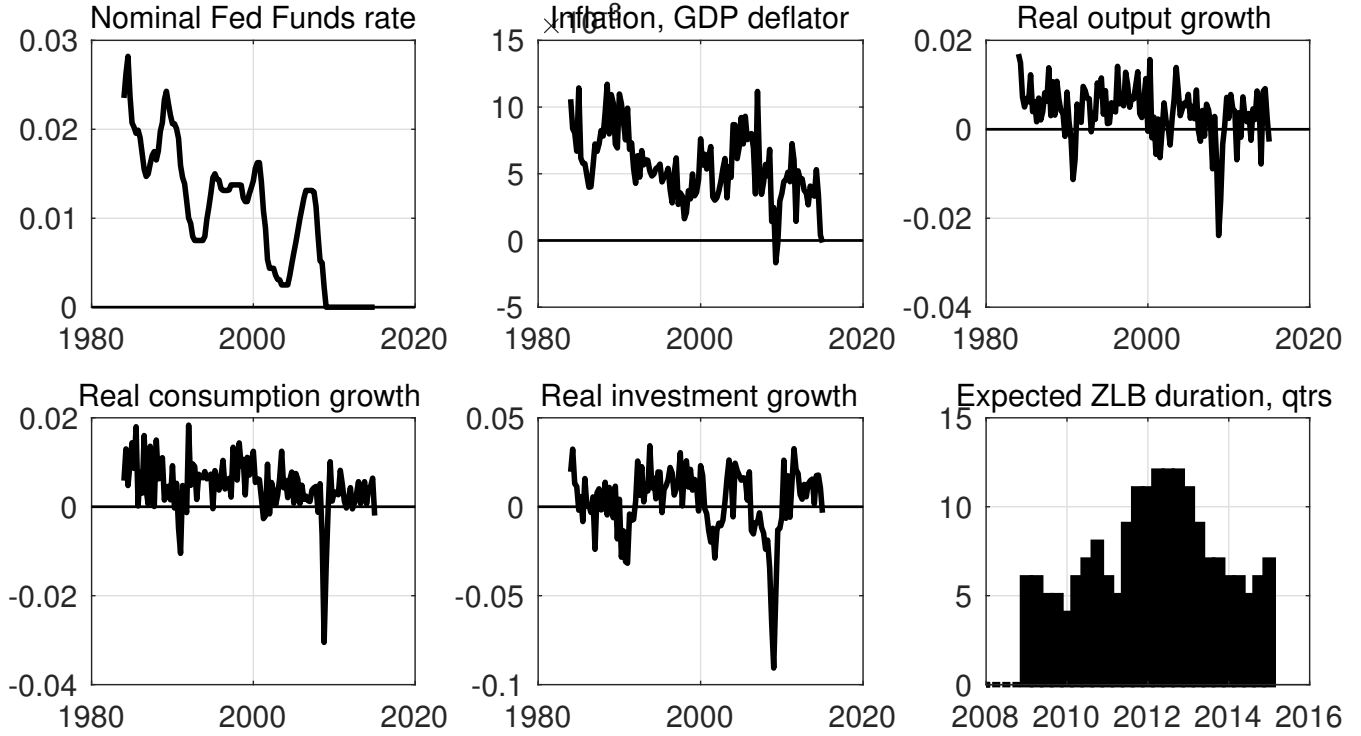 Nominal Fed Funds rate
0.03
0.02
0.01
0
1980 2000 2020
×10⁻³
Inflation, GDP deflator
15
10
5
0
-5
1980 2000 2020
Real output growth
0.02
0
-0.02
-0.04
1980 2000 2020
Real consumption growth
0.02
0
-0.02
-0.04
1980 2000 2020
Real investment growth
0.05
0
-0.05
-0.1
1980 2000 2020
Expected ZLB duration, qtrs
15
10
5
0
2008 2010 2012 2014 2016